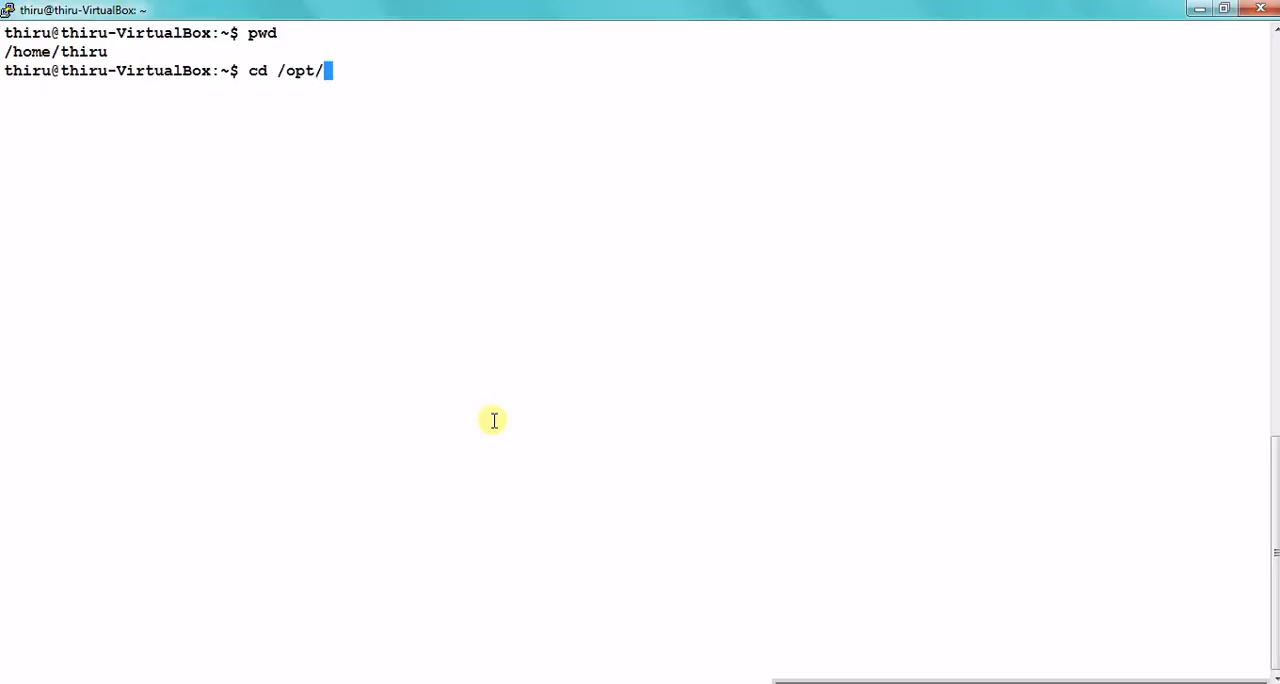 thiru@thiru-VirtualBox: ~
thiru@thiru-VirtualBox:~$ pwd
/home/thiru
thiru@thiru-VirtualBox:~$ cd /opt/